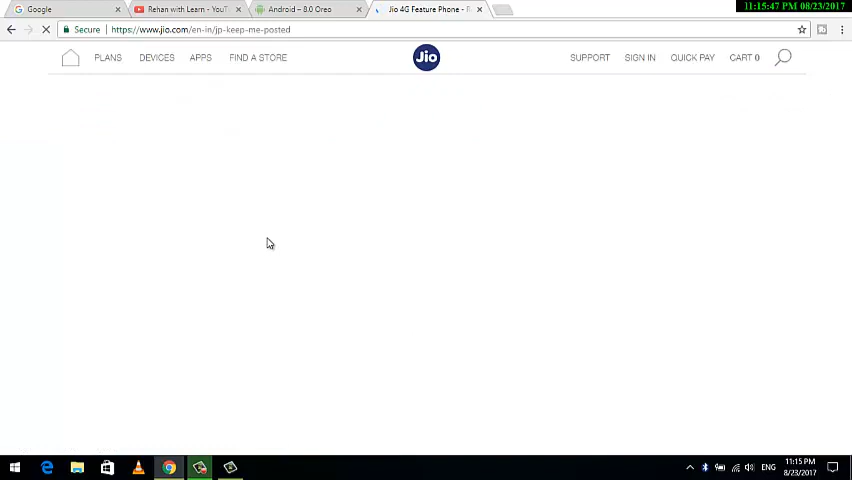 11:15:47 PM 08/23/2017
Google
Rehan with Learn - YouT
Android – 8.0 Oreo
Jio 4G Feature Phone - R
Secure
https://www.jio.com/en-in/jp-keep-me-posted
PLANS DEVICES APPS FIND A STORE
Jio
SUPPORT SIGN IN QUICK PAY CART 0
ENG
11:15 PM
8/23/2017